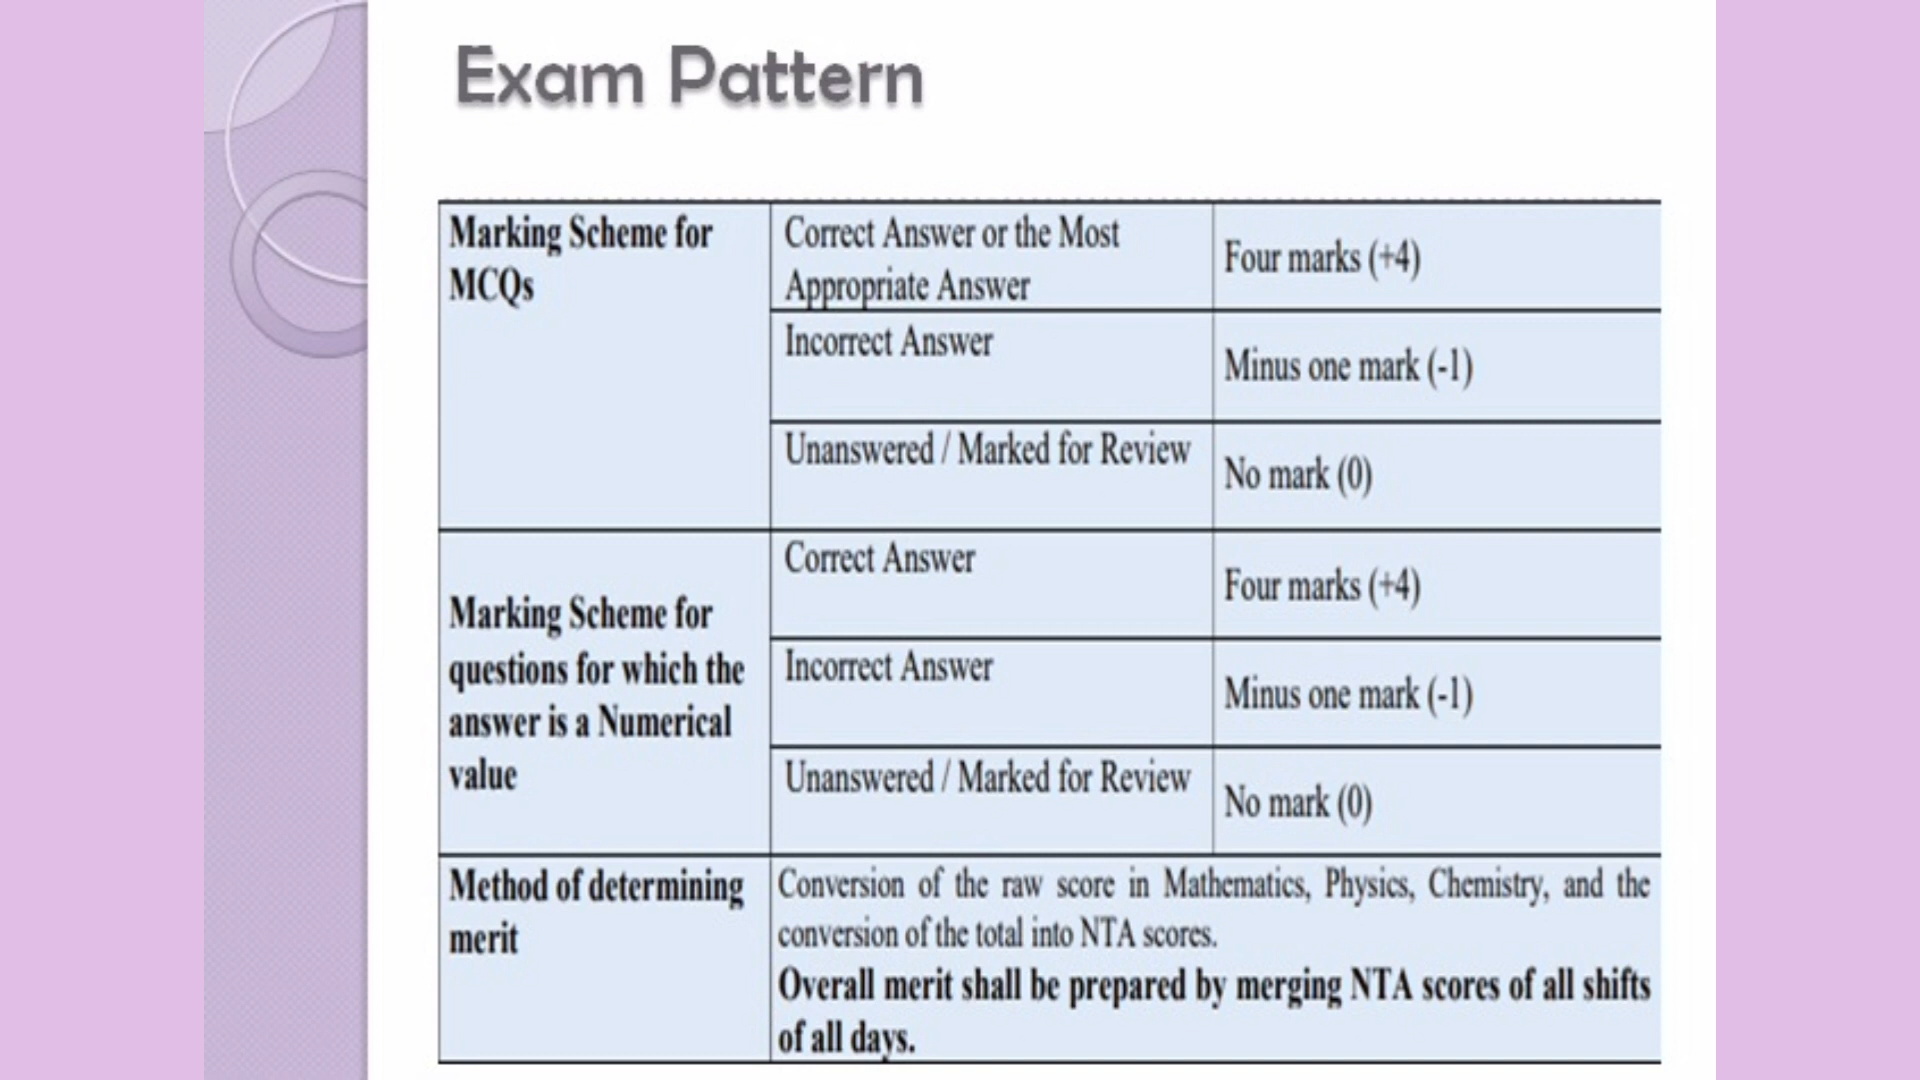 Exam Pattern
Marking Scheme for
MCQs
Correct Answer or the Most
Appropriate Answer
Four marks (+4)
Incorrect Answer
Minus one mark (-1)
Unanswered / Marked for Review
No mark (0)
Marking Scheme for
questions for which the
answer is a Numerical
value
Correct Answer
Four marks (+4)
Incorrect Answer
Minus one mark (-1)
Unanswered / Marked for Review
No mark (0)
Method of determining
merit
Conversion of the raw score in Mathematics, Physics, Chemistry, and the
conversion of the total into NTA scores.
Overall merit shall be prepared by merging NTA scores of all shifts
of all days.